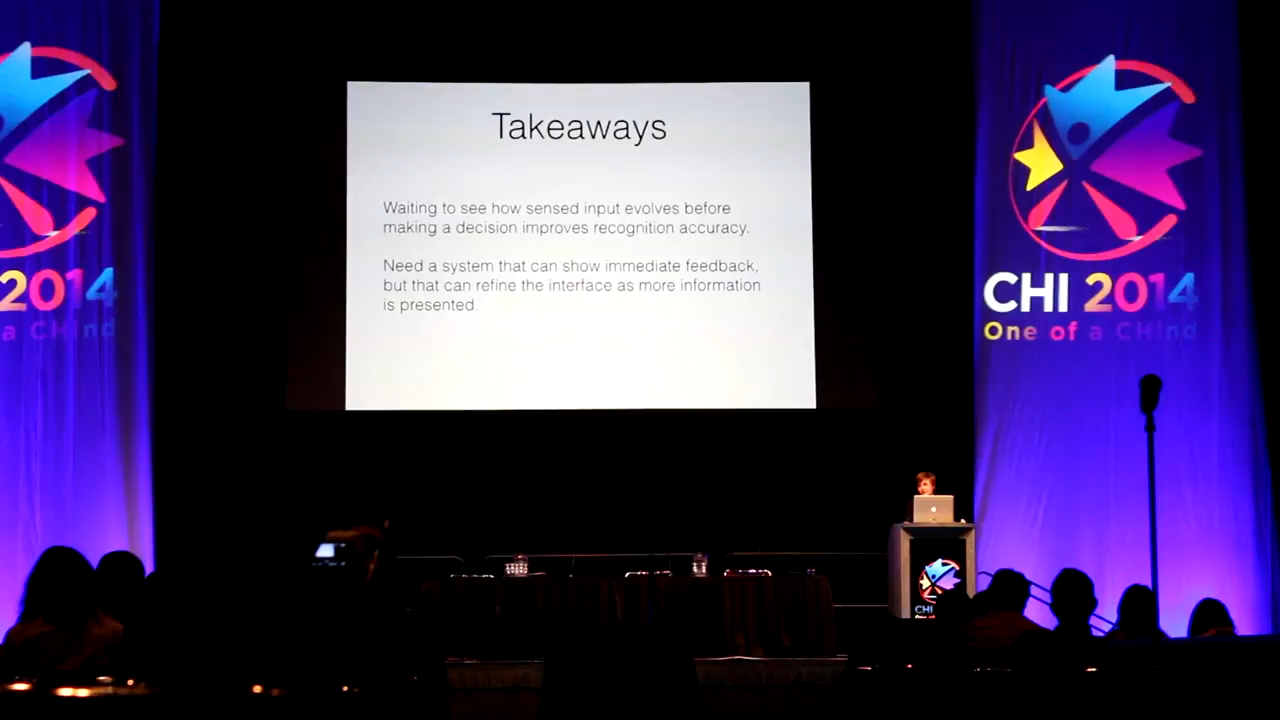 Takeaways
Waiting to see how sensed input evolves before
making a decision improves recognition accuracy.
Need a system that can show immediate feedback,
but that can refine the interface as more information
is presented.
2014
a CHInd
CHI 2014
One of a CHInd
CHI